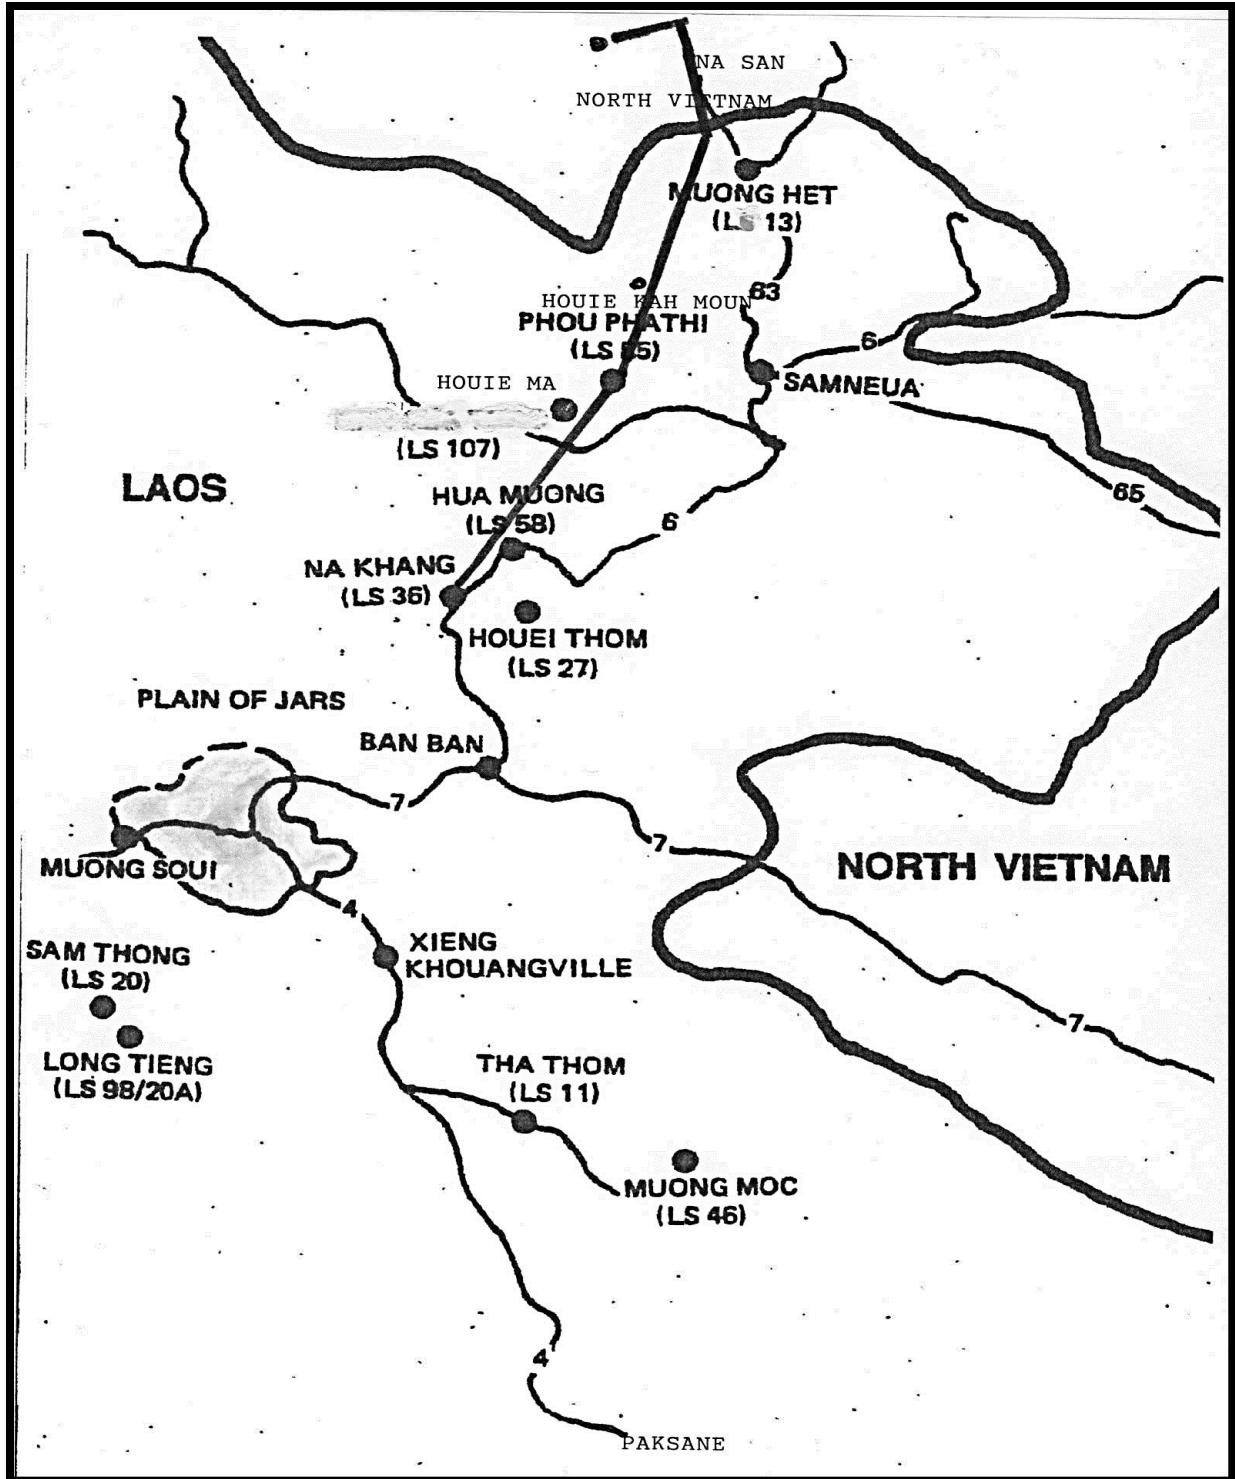 NA SAN
NORTH VIETNAM
MUONG HET
(LS 13)
63
HOUIE KAH MOUN
PHOU PHATHI
(LS 85)
6
HOUIE MA
SAMNEUA
(LS 107)
LAOS
HUA MUONG
(LS 58)
65
6
NA KHANG
(LS 36)
HOUEI THOM
(LS 27)
PLAIN OF JARS
BAN BAN
7
7
MUONG SOUI
NORTH VIETNAM
4
SAM THONG
(LS 20)
XIENG
KHOUANGVILLE
7
LONG TIENG
(LS 98/20A)
THA THOM
(LS 11)
MUONG MOC
(LS 46)
4
PAKSANE